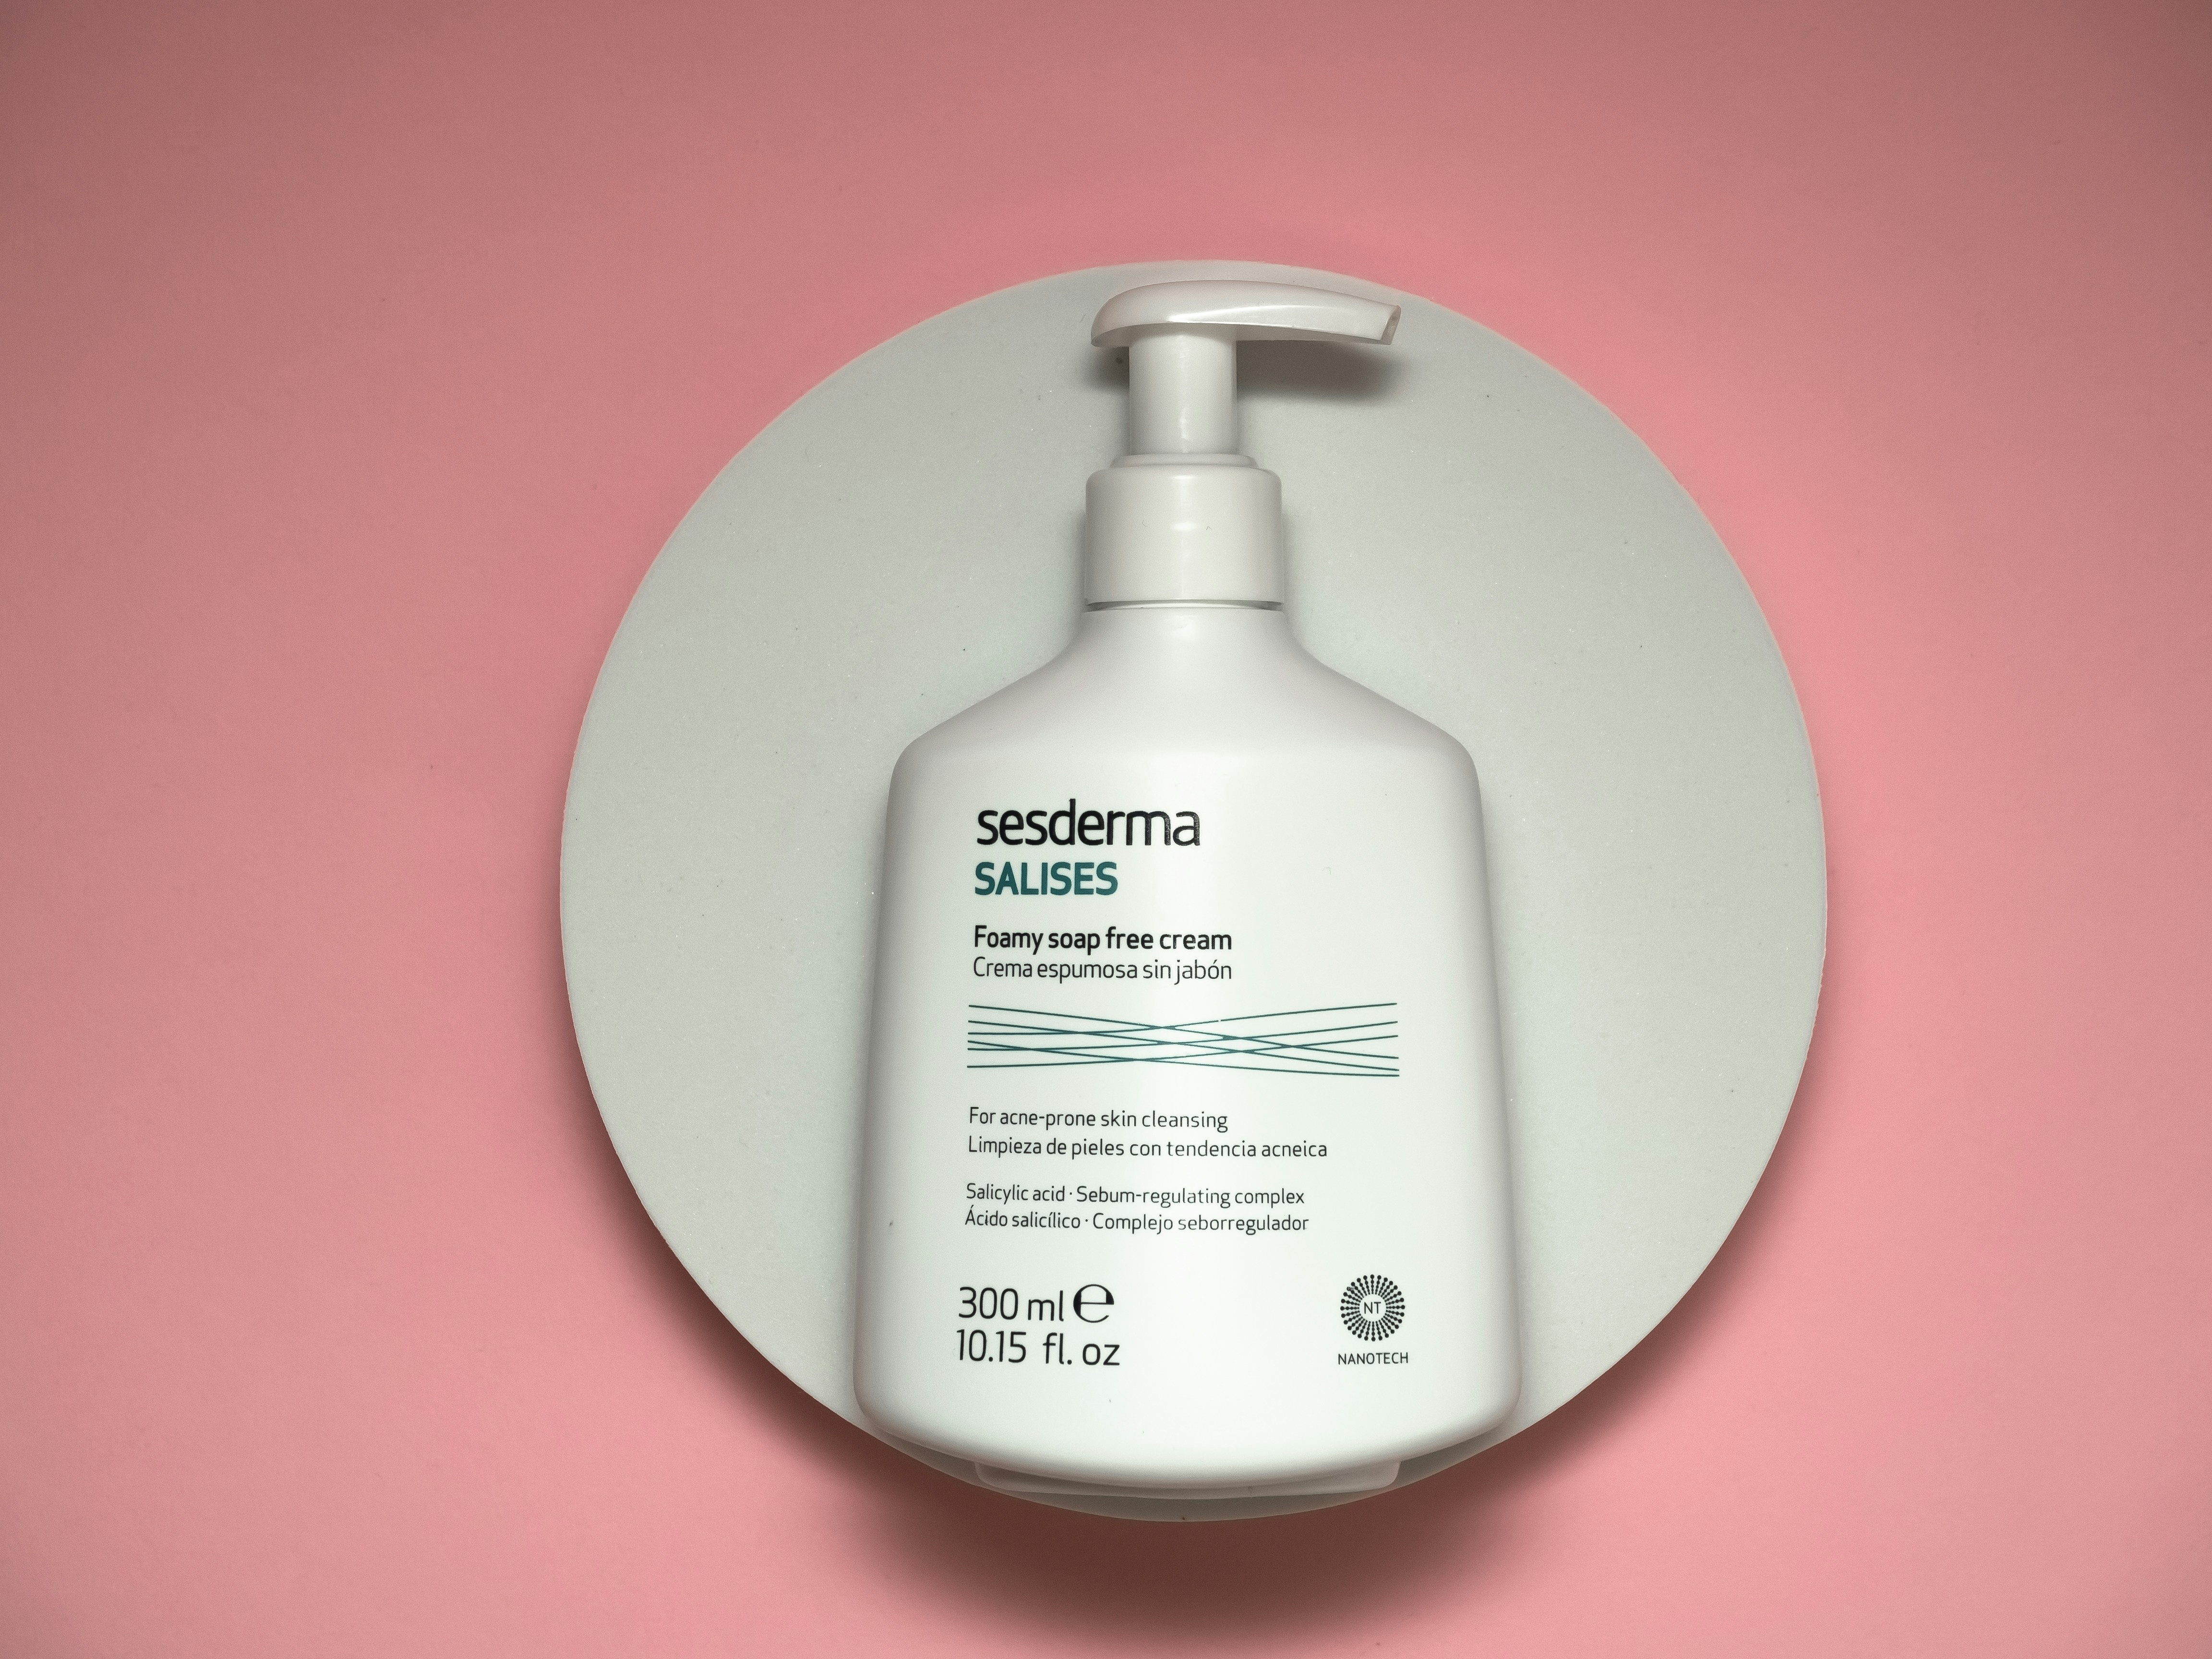 sesderma
SALISES
Foamy soap free cream
Crema espumosa sin jabón
For acne-prone skin cleansing
Limpieza de pieles con tendencia acneica
Salicylic acid · Sebum-regulating complex
Ácido salicílico · Complejo seborregulador
300 ml ℮
10.15 fl. oz
NT
NANOTECH